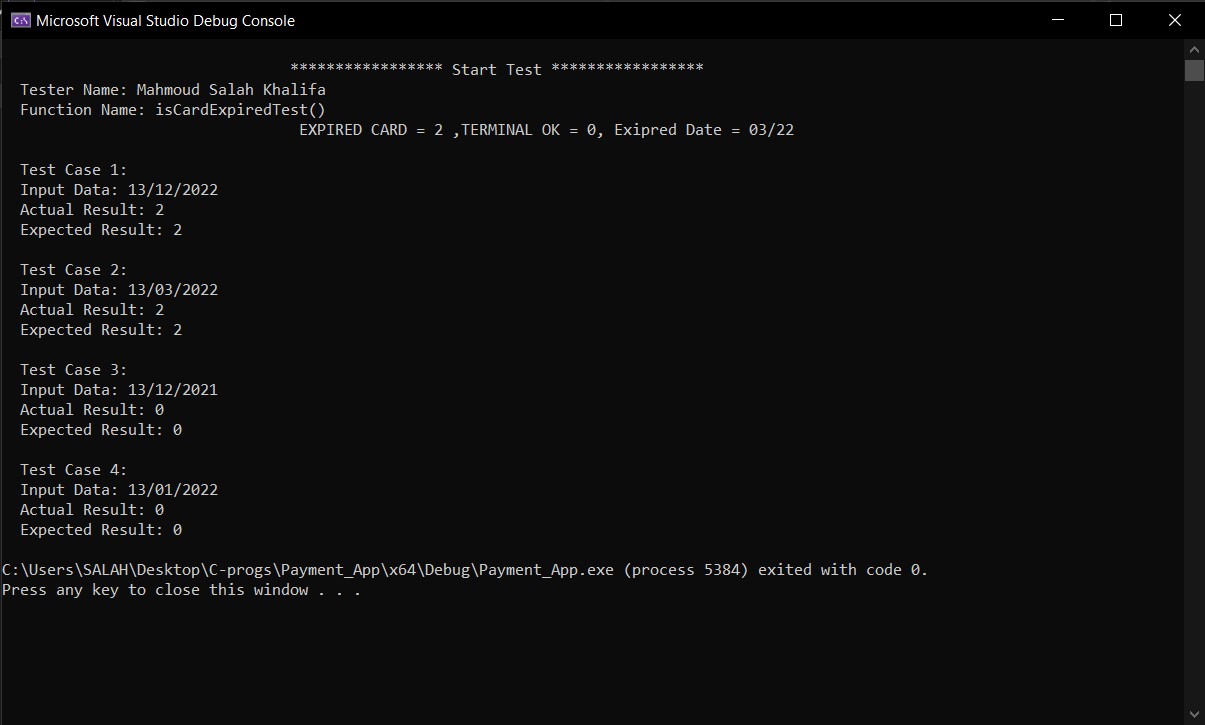 Microsoft Visual Studio Debug Console
***************** Start Test *****************
Tester Name: Mahmoud Salah Khalifa
Function Name: isCardExpiredTest()
EXPIRED CARD = 2 ,TERMINAL OK = 0, Exipred Date = 03/22
Test Case 1:
Input Data: 13/12/2022
Actual Result: 2
Expected Result: 2
Test Case 2:
Input Data: 13/03/2022
Actual Result: 2
Expected Result: 2
Test Case 3:
Input Data: 13/12/2021
Actual Result: 0
Expected Result: 0
Test Case 4:
Input Data: 13/01/2022
Actual Result: 0
Expected Result: 0
C:\Users\SALAH\Desktop\C-progs\Payment_App\x64\Debug\Payment_App.exe (process 5384) exited with code 0.
Press any key to close this window . . .